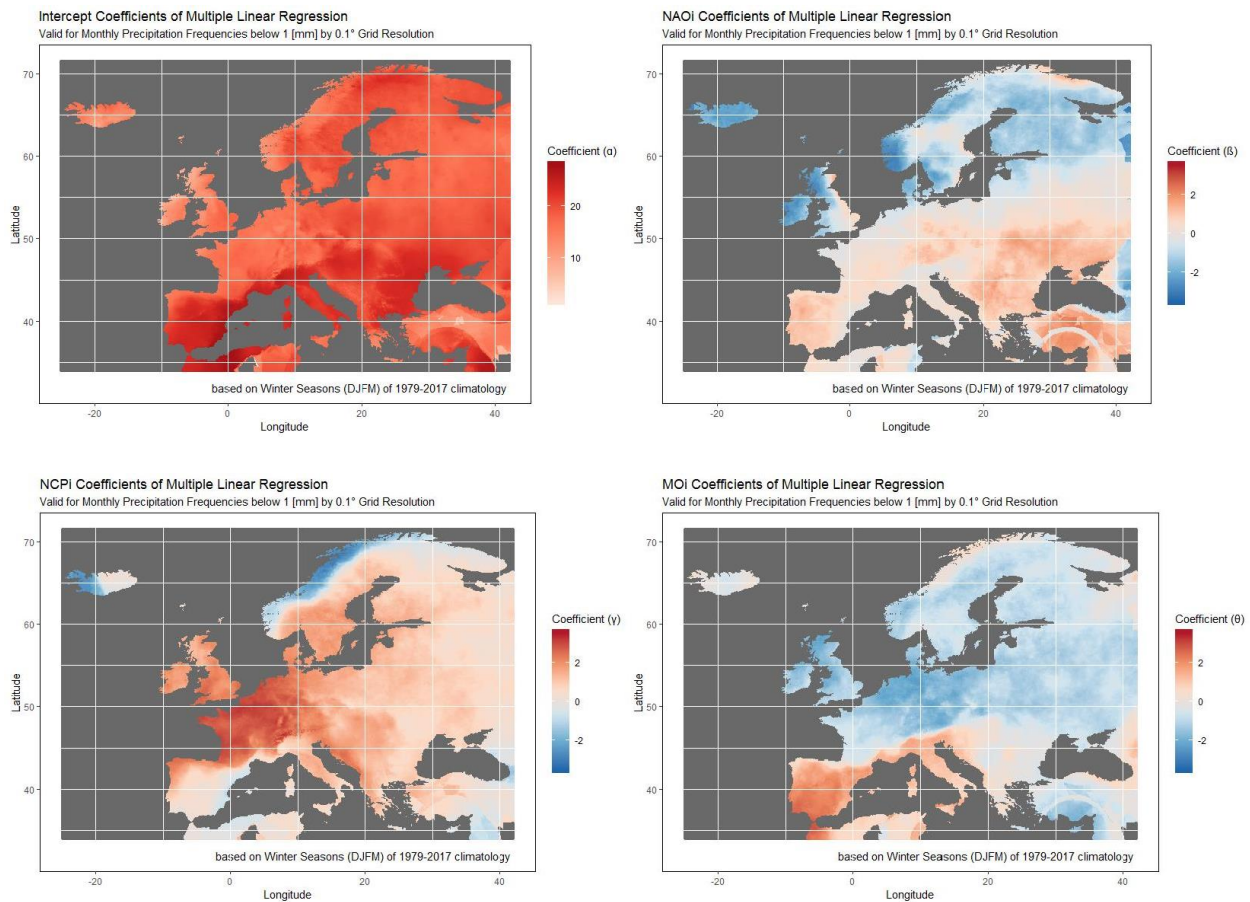 Intercept Coefficients of Multiple Linear Regression
Valid for Monthly Precipitation Frequencies below 1 [mm] by 0.1° Grid Resolution
70
60
50
40
Latitude
-20
0
20
40
Longitude
based on Winter Seasons (DJFM) of 1979-2017 climatology
Coefficient (α)
20
10
NAOi Coefficients of Multiple Linear Regression
Valid for Monthly Precipitation Frequencies below 1 [mm] by 0.1° Grid Resolution
70
60
50
40
Latitude
-20
0
20
40
Longitude
based on Winter Seasons (DJFM) of 1979-2017 climatology
Coefficient (ß)
2
0
-2
NCPi Coefficients of Multiple Linear Regression
Valid for Monthly Precipitation Frequencies below 1 [mm] by 0.1° Grid Resolution
70
60
50
40
Latitude
-20
0
20
40
Longitude
based on Winter Seasons (DJFM) of 1979-2017 climatology
Coefficient (γ)
2
0
-2
MOi Coefficients of Multiple Linear Regression
Valid for Monthly Precipitation Frequencies below 1 [mm] by 0.1° Grid Resolution
70
60
50
40
Latitude
-20
0
20
40
Longitude
based on Winter Seasons (DJFM) of 1979-2017 climatology
Coefficient (θ)
2
0
-2